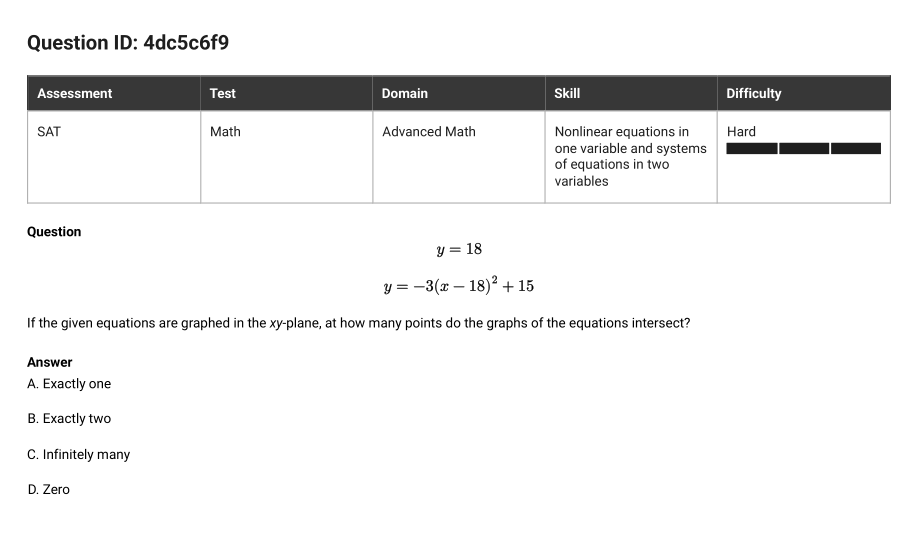 Question ID: 4dc5c6f9
Assessment Test Domain Skill Difficulty
SAT Math Advanced Math Nonlinear equations in Hard
one variable and systems
of equations in two
variables
Question
y = 18
y = −3(x − 18)² + 15
If the given equations are graphed in the xy-plane, at how many points do the graphs of the equations intersect?
Answer
A. Exactly one
B. Exactly two
C. Infinitely many
D. Zero